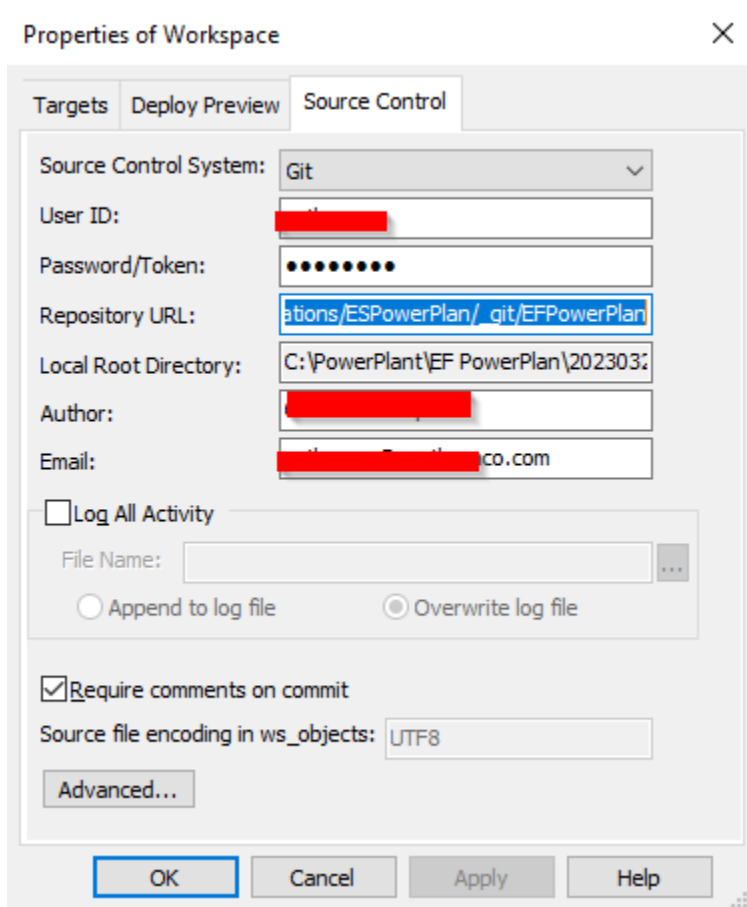 Properties of Workspace
Targets Deploy Preview Source Control
Source Control System: Git
User ID:
Password/Token: ●●●●●●●●
Repository URL: ations/ESPowerPlan/_git/EFPowerPlan
Local Root Directory: C:\PowerPlant\EF PowerPlan\2023032
Author:
Email: co.com
Log All Activity
File Name: ...
Append to log file Overwrite log file
Require comments on commit
Source file encoding in ws_objects: UTF8
Advanced...
OK Cancel Apply Help